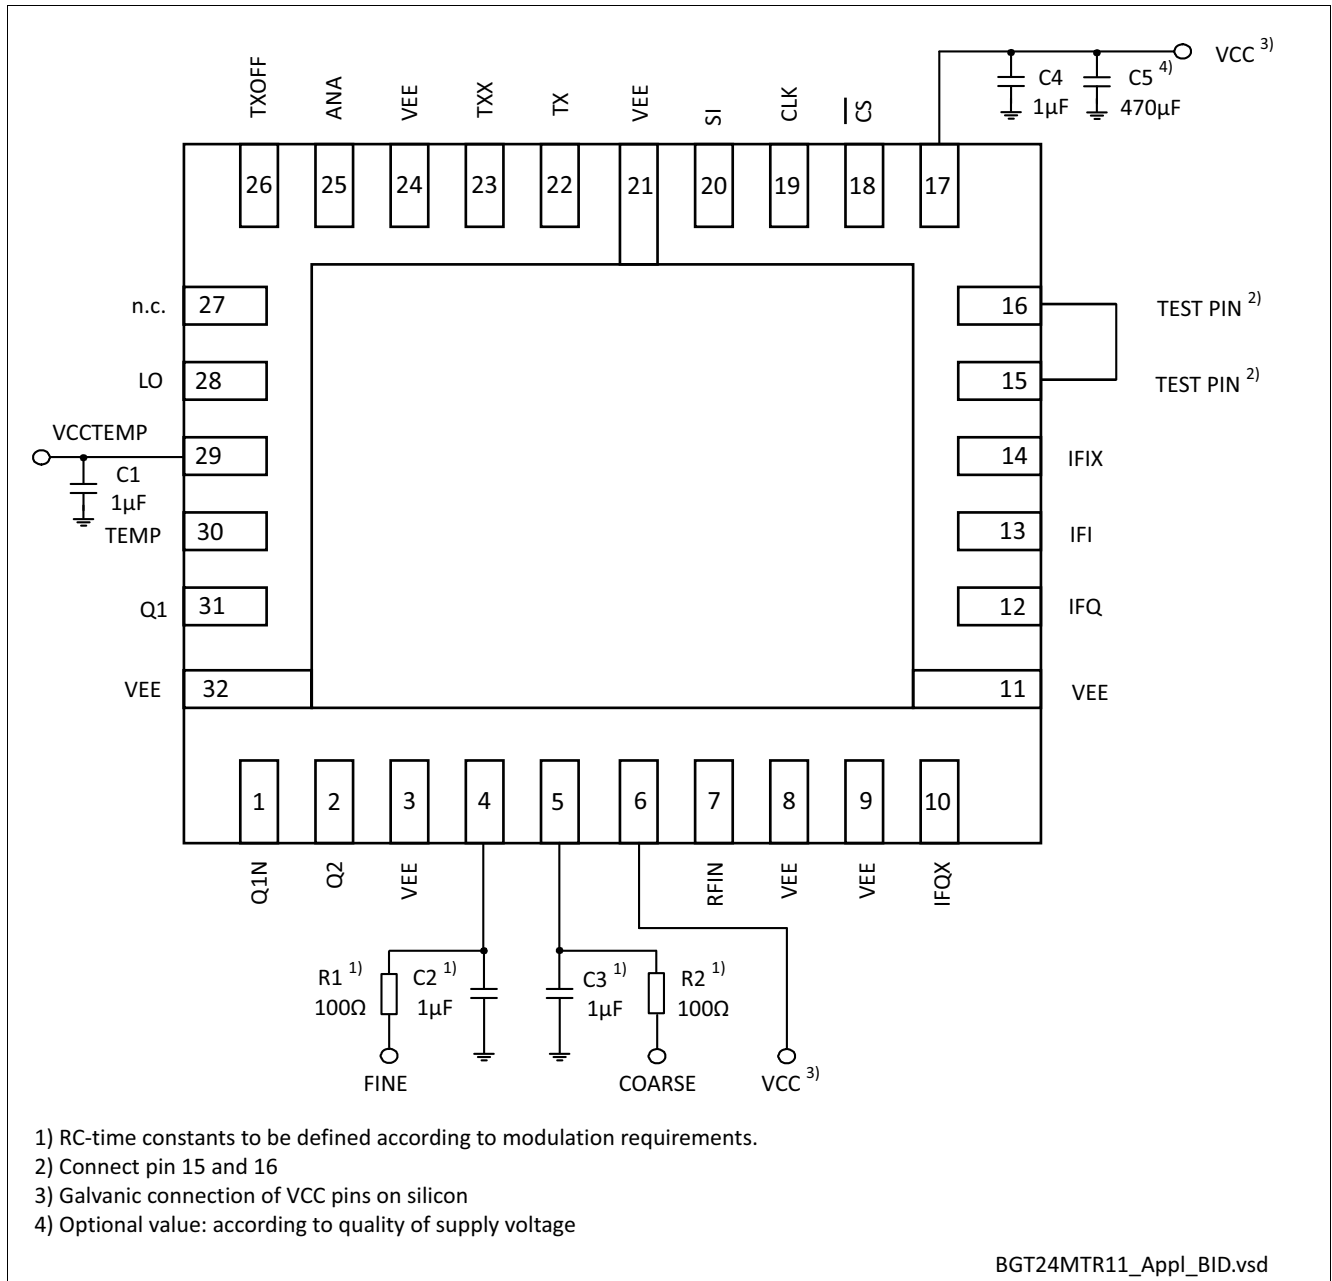 VCC 3)
C4
1µF
C5 4)
470µF
TXOFF
ANA
VEE
TXX
TX
VEE
SI
CLK
CS
26
25
24
23
22
21
20
19
18
17
n.c.
27
16
TEST PIN 2)
LO
28
15
TEST PIN 2)
VCCTEMP
29
14
IFIX
C1
1µF
TEMP
30
13
IFI
Q1
31
12
IFQ
VEE
32
11
VEE
1
2
3
4
5
6
7
8
9
10
Q1N
Q2
VEE
RFIN
VEE
VEE
IFQX
R1 1)
100Ω
C2 1)
1µF
C3 1)
1µF
R2 1)
100Ω
FINE
COARSE
VCC 3)
1) RC-time constants to be defined according to modulation requirements.
2) Connect pin 15 and 16
3) Galvanic connection of VCC pins on silicon
4) Optional value: according to quality of supply voltage
BGT24MTR11_Appl_BID.vsd